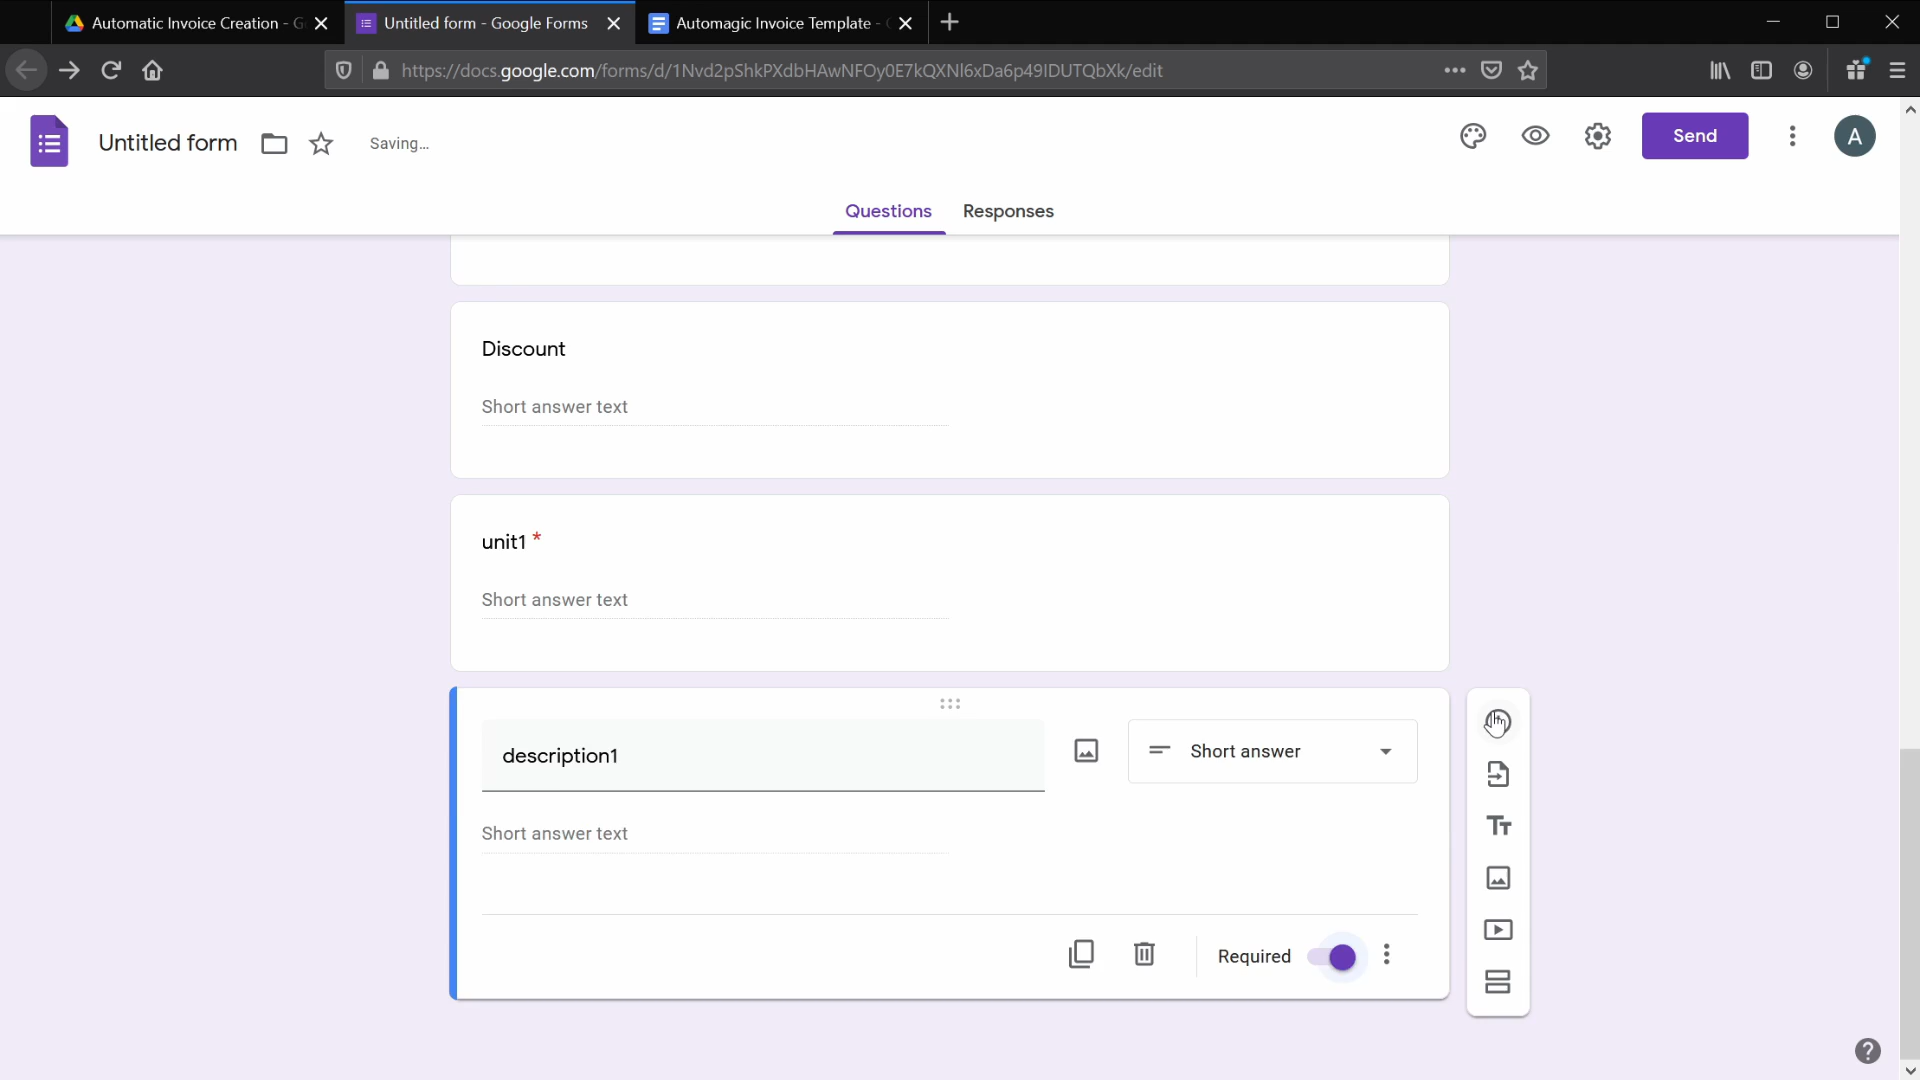 Automatic Invoice Creation - G
Untitled form - Google Forms
Automagic Invoice Template -
https://docs.google.com/forms/d/1Nvd2pShkPXdbHAwNFOy0E7kQXNl6xDa6p49IDUTQbXk/edit
Untitled form
Saving...
Send
A
Questions
Responses
Discount
Short answer text
unit1 *
Short answer text
description1
Short answer
Short answer text
Required